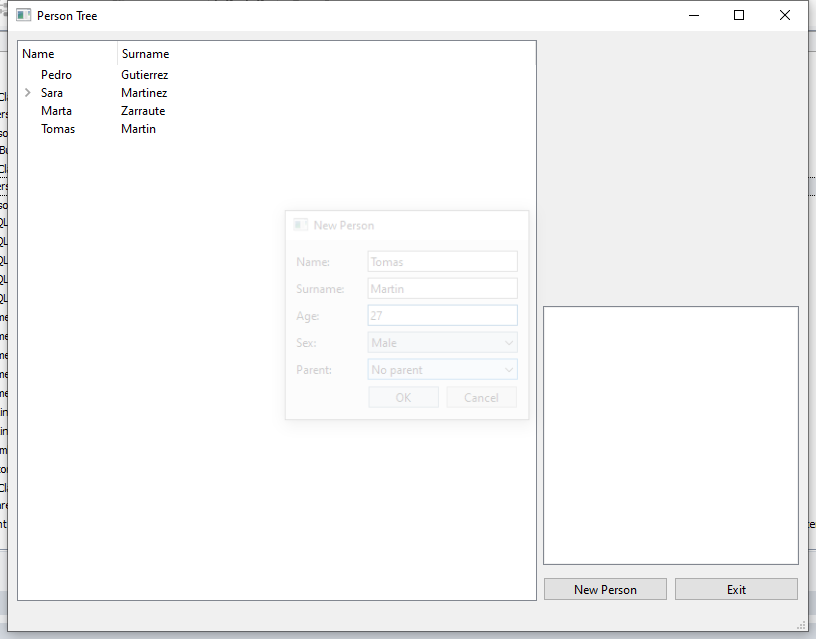 Person Tree
Name Surname
Pedro Gutierrez
Sara Martinez
Marta Zarraute
Tomas Martin
New Person
Name: Tomas
Surname: Martin
Age: 27
Sex: Male
Parent: No parent
OK Cancel
New Person Exit